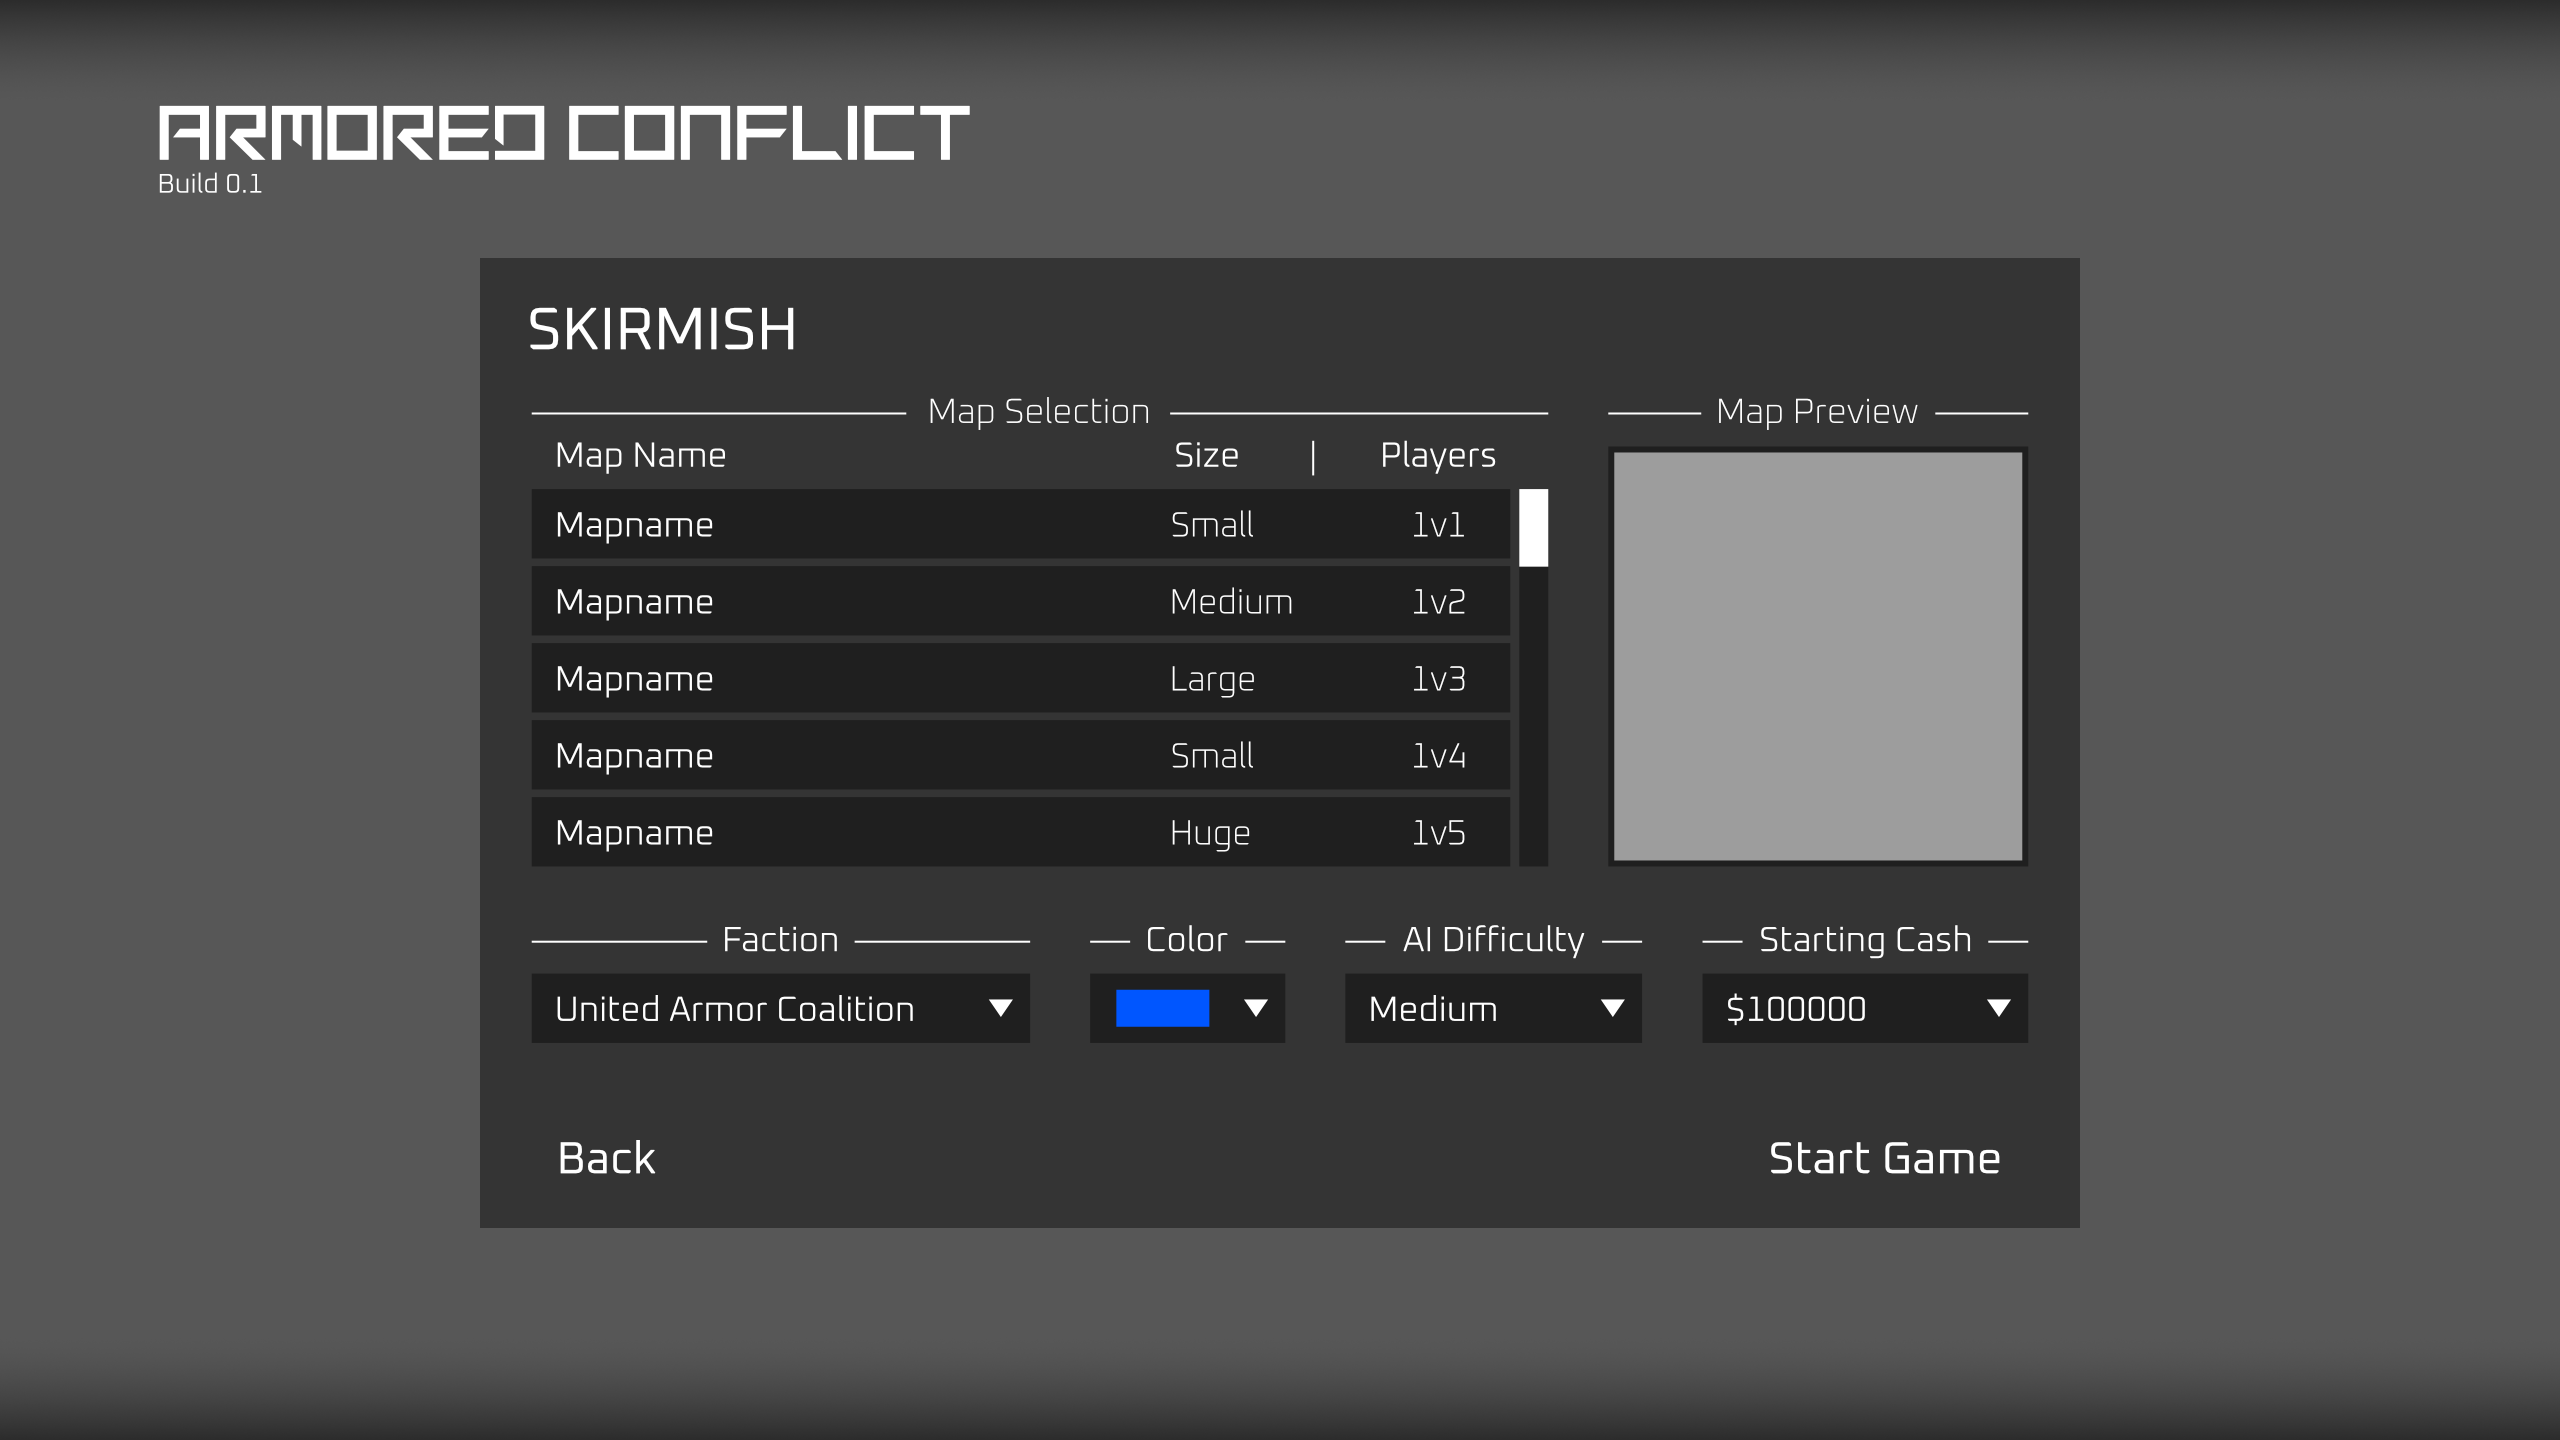 ARMORED CONFLICT
Build 0.1
SKIRMISH
Map Selection
Map Name Size | Players
Mapname Small 1v1
Mapname Medium 1v2
Mapname Large 1v3
Mapname Small 1v4
Mapname Huge 1v5
Map Preview
Faction Color AI Difficulty Starting Cash
United Armor Coalition Medium $100000
Back Start Game